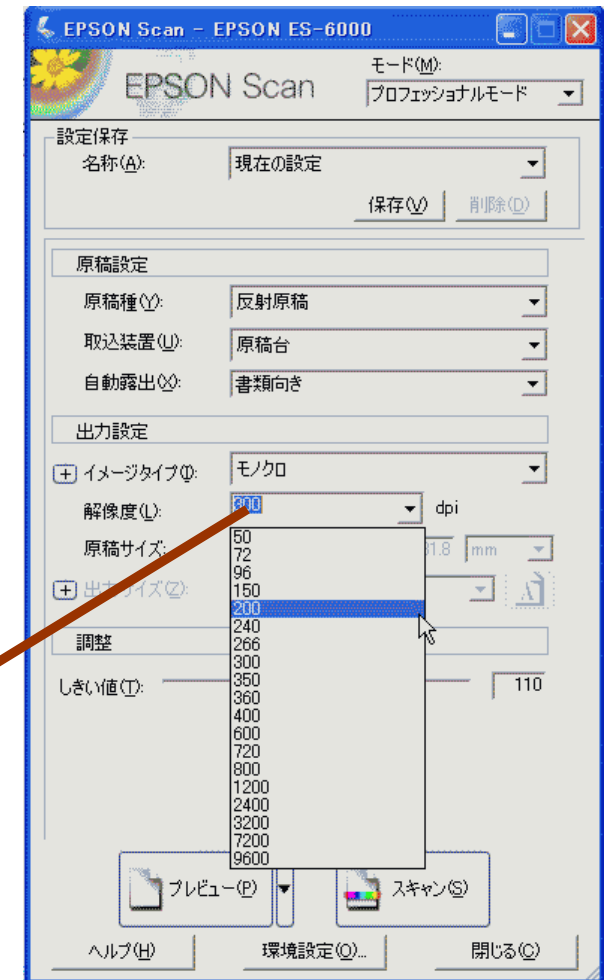 EPSON Scan - EPSON ES-6000
EPSON Scan
モード(M):
プロフェッショナルモード
設定保存
名称(A): 現在の設定
保存(V) 削除(D)
原稿設定
原稿種(Y): 反射原稿
取込装置(U): 原稿台
自動露出(X): 書類向き
出力設定
イメージタイプ(I): モノクロ
解像度(L): 300 dpi
原稿サイズ: mm
50
72
96
150
200
240
266
300
350
360
400
600
720
800
1200
2400
3200
7200
9600
調整
しきい値(T): 110
プレビュー(P) スキャン(S)
ヘルプ(H) 環境設定(O)... 閉じる(C)